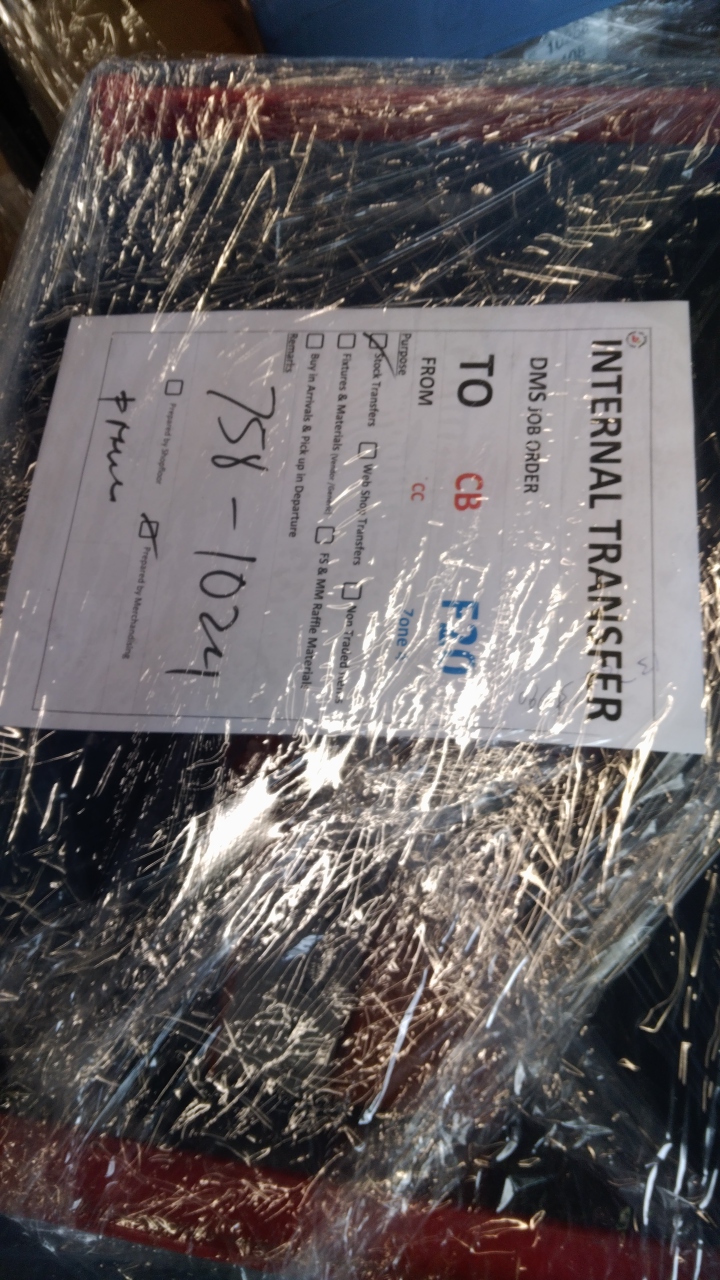 INTERNAL TRANSFER
DMS JOB ORDER
TO CB F10
FROM CC Zone
Purpose
Stock Transfers Web Shop Transfers Non Traded Items
Fixtures & Materials FS & MM Raffle Material
Buy in Arrivals & Pick up in Departure
Remarks
758-1024
Prepared by Shopfloor Prepared by Merchandising